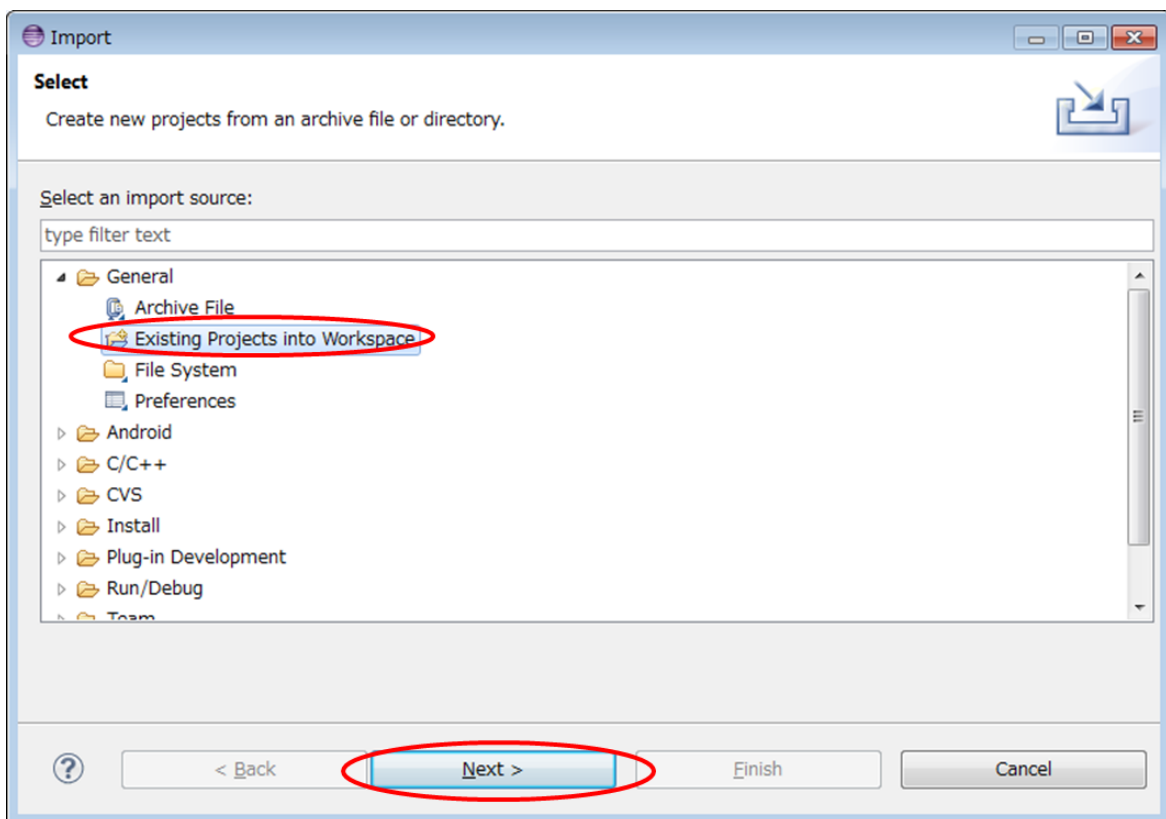 Import
Select
Create new projects from an archive file or directory.
Select an import source:
type filter text
General
Archive File
Existing Projects into Workspace
File System
Preferences
Android
C/C++
CVS
Install
Plug-in Development
Run/Debug
Team
< Back Next > Finish Cancel